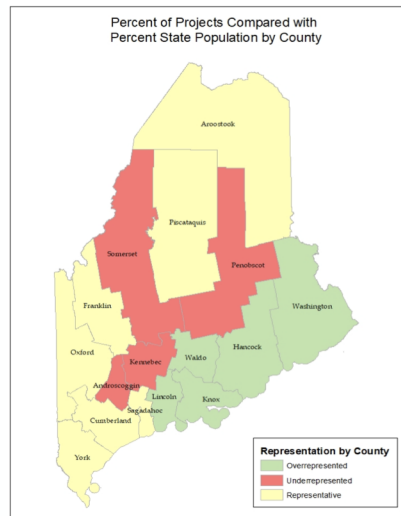 Percent of Projects Compared with
Percent State Population by County
Aroostook
Piscataquis
Somerset
Penobscot
Washington
Franklin
Hancock
Waldo
Oxford
Kennebec
Androscoggin
Lincoln
Knox
Sagadahoc
Cumberland
York
Representation by County
Overrepresented
Underrepresented
Representative